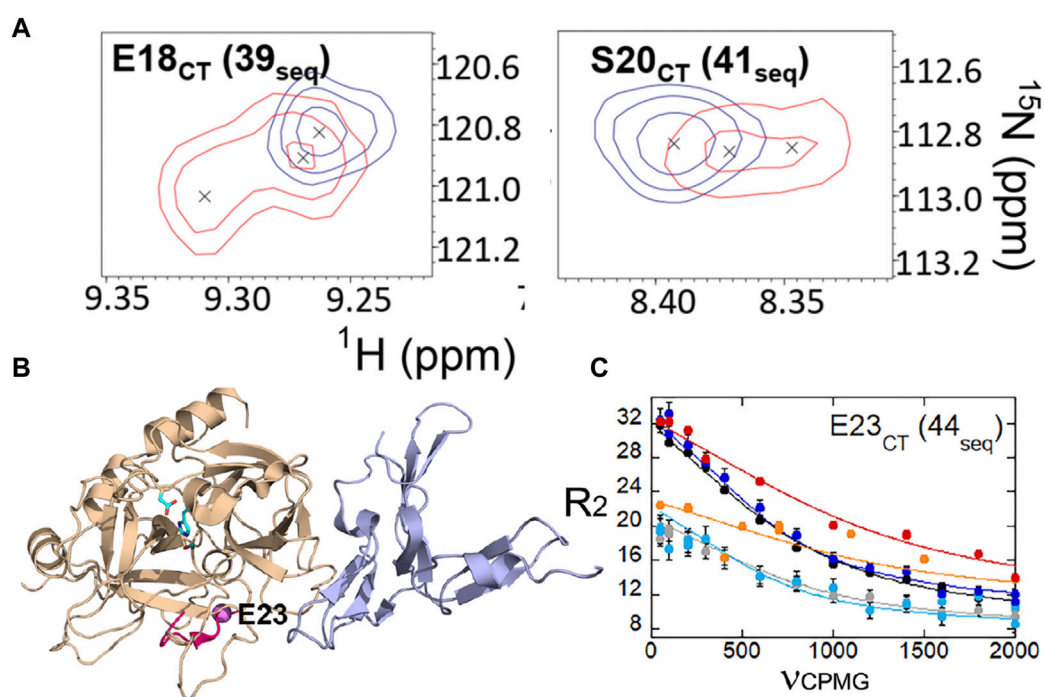 A
E18CT (39seq)
120.6
120.8
121.0
121.2
9.35
9.30
9.25
S20CT (41seq)
112.6
112.8
113.0
113.2
8.40
8.35
15N (ppm)
1H (ppm)
B
E23
C
E23CT (44seq)
R2
32
28
24
20
16
12
8
0
500
1000
1500
2000
νCPMG